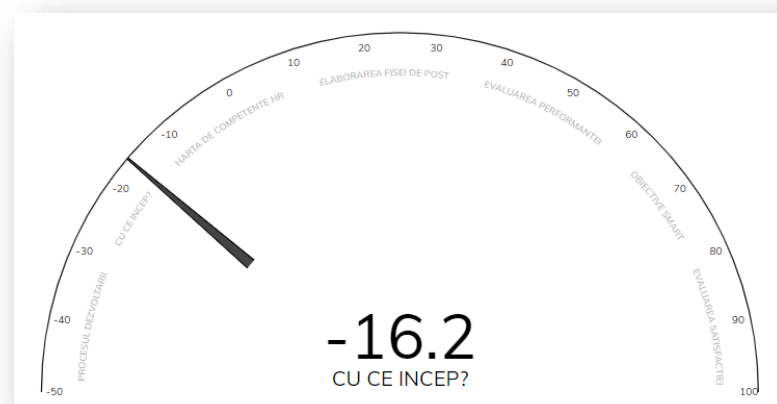 -50
-40
-30
-20
-10
0
10
20
30
40
50
60
70
80
90
100
PROCESUL DEZVOLTARII
CU CE INCEP?
HARTA DE COMPETENTE HR
ELABORAREA FISEI DE POST
EVALUAREA PERFORMANTEI
OBIECTIVE SMART
EVALUAREA SATISFACTIEI
-16.2
CU CE INCEP?